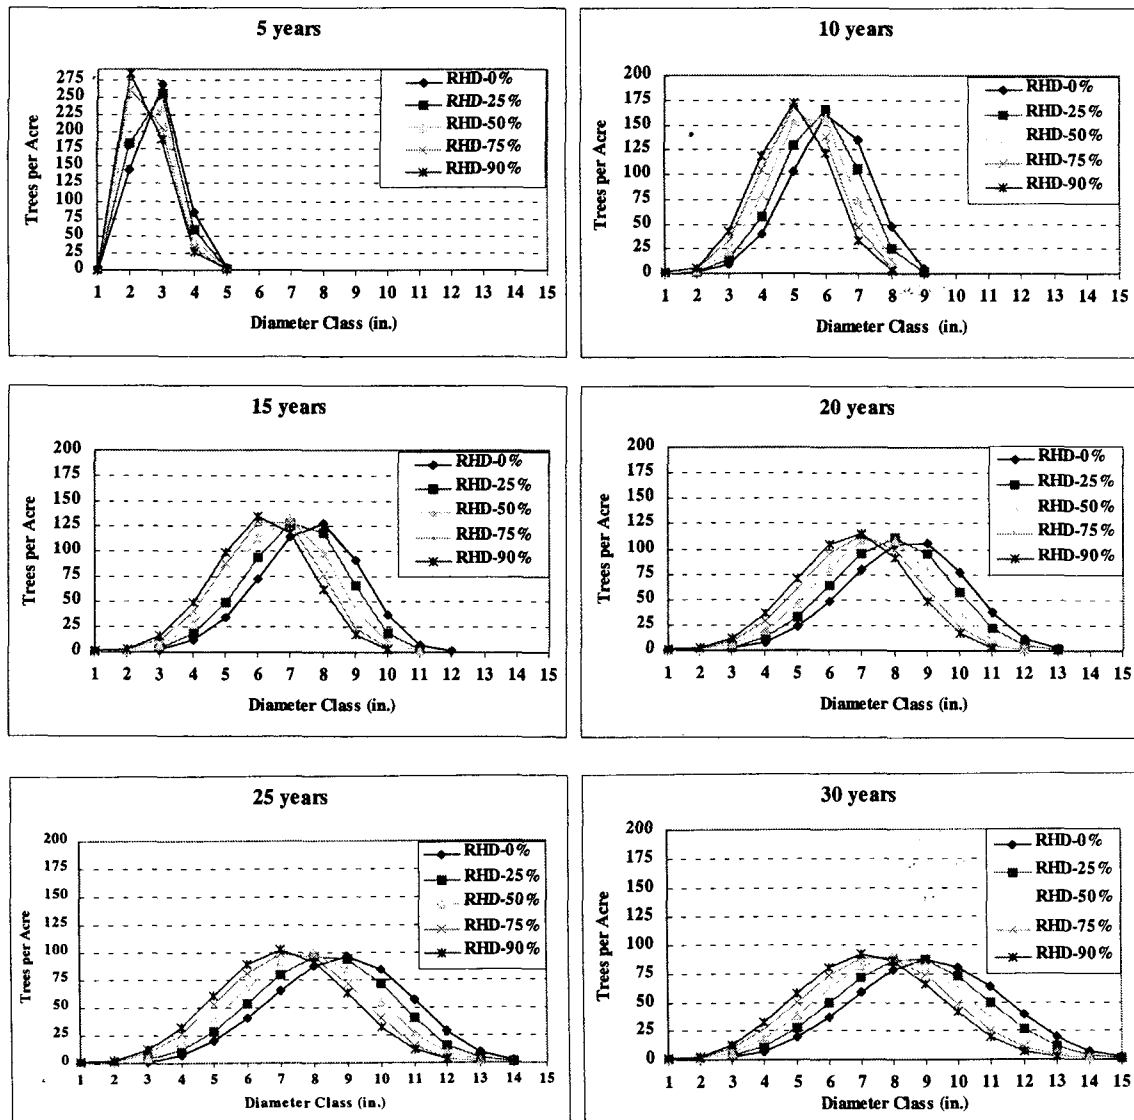 5 years
Trees per Acre
275
250
225
200
175
150
125
100
75
50
25
0
1 2 3 4 5 6 7 8 9 10 11 12 13 14 15
Diameter Class (in.)
RHD-0%
RHD-25%
RHD-50%
RHD-75%
RHD-90%
10 years
Trees per Acre
200
175
150
125
100
75
50
25
0
1 2 3 4 5 6 7 8 9 10 11 12 13 14 15
Diameter Class (in.)
RHD-0%
RHD-25%
RHD-50%
RHD-75%
RHD-90%
15 years
Trees per Acre
200
175
150
125
100
75
50
25
0
1 2 3 4 5 6 7 8 9 10 11 12 13 14 15
Diameter Class (in.)
RHD-0%
RHD-25%
RHD-50%
RHD-75%
RHD-90%
20 years
Trees per Acre
200
175
150
125
100
75
50
25
0
1 2 3 4 5 6 7 8 9 10 11 12 13 14 15
Diameter Class (in.)
RHD-0%
RHD-25%
RHD-50%
RHD-75%
RHD-90%
25 years
Trees per Acre
200
175
150
125
100
75
50
25
0
1 2 3 4 5 6 7 8 9 10 11 12 13 14 15
Diameter Class (in.)
RHD-0%
RHD-25%
RHD-50%
RHD-75%
RHD-90%
30 years
Trees per Acre
200
175
150
125
100
75
50
25
0
1 2 3 4 5 6 7 8 9 10 11 12 13 14 15
Diameter Class (in.)
RHD-0%
RHD-25%
RHD-50%
RHD-75%
RHD-90%